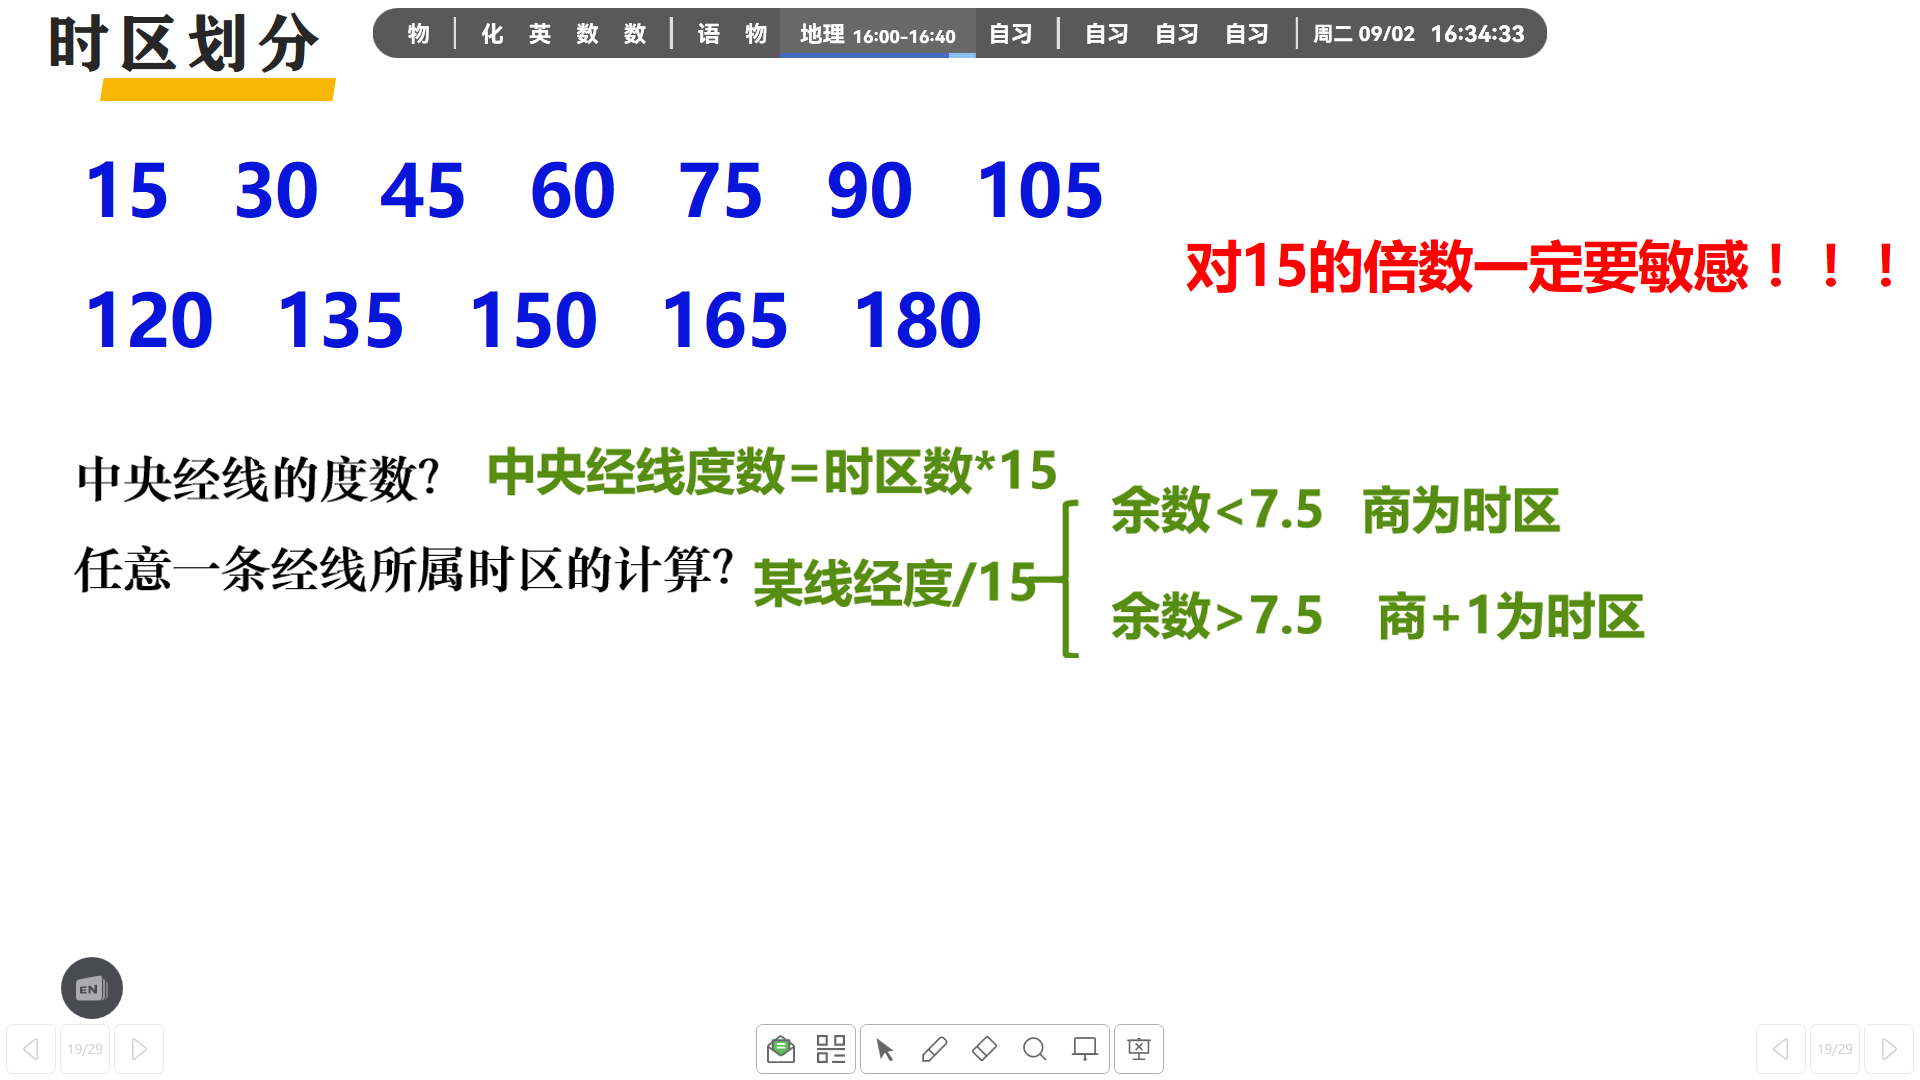 时区划分
物 | 化 英 数 数 | 语 物 地理 16:00-16:40 自习 | 自习 自习 自习 | 周二 09/02 16:34:33
15 30 45 60 75 90 105
对15的倍数一定要敏感！！！
120 135 150 165 180
中央经线的度数? 中央经线度数=时区数*15
余数<7.5 商为时区
任意一条经线所属时区的计算? 某线经度/15
余数>7.5 商+1为时区
EN
19/29
19/29